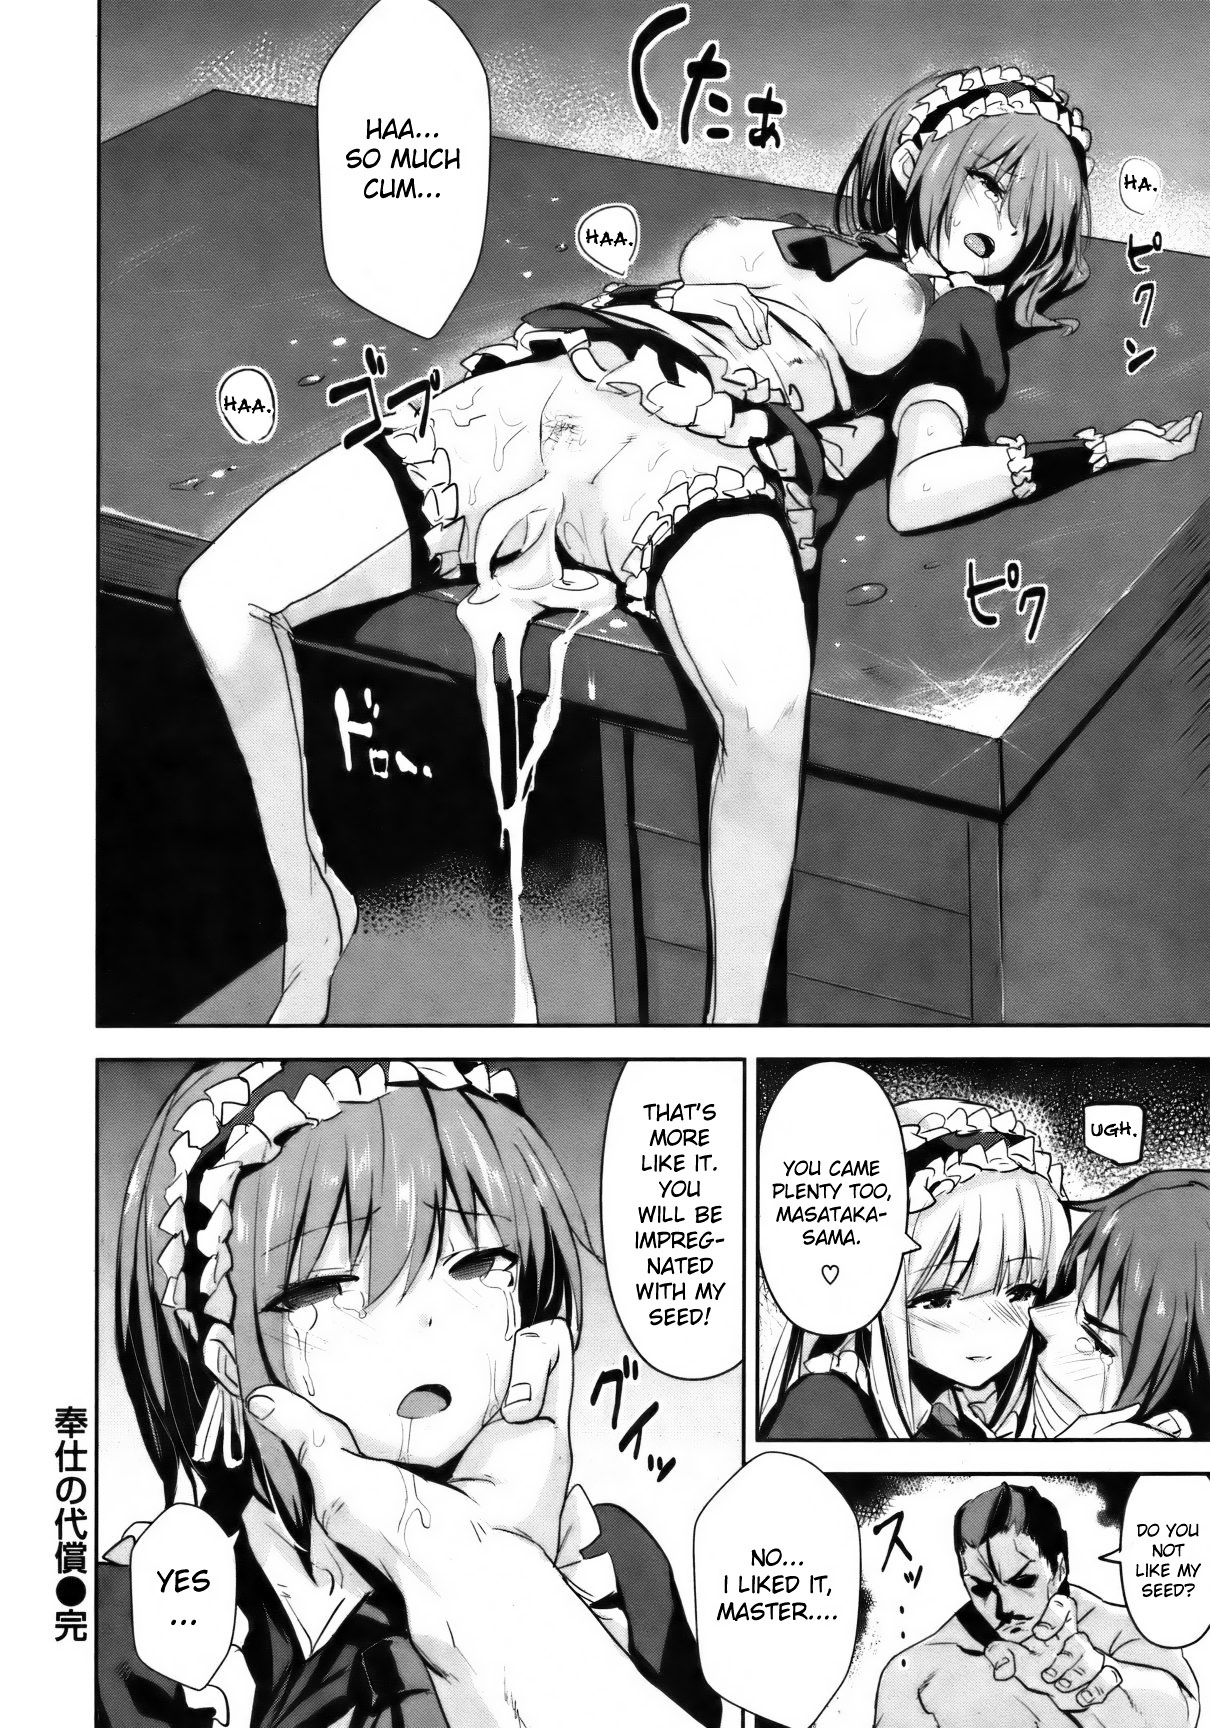 くたぁ
HA.
HAA...
SO MUCH
CUM...
HAA.
HAA.
ピクン
ゴプ
ピク
ドロ
UGH.
YOU CAME
PLENTY TOO,
MASATAKA-
SAMA.
♡
DO YOU
NOT
LIKE MY
SEED?
スッ...
NO...
I LIKED IT,
MASTER....
THAT'S
MORE
LIKE IT.
YOU
WILL BE
IMPREG-
NATED
WITH MY
SEED!
グイッ
YES
...
奉仕の代償●完